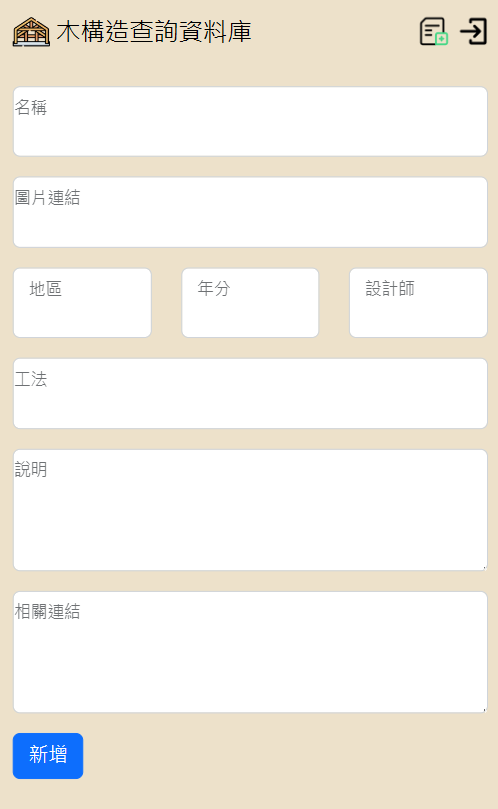 木構造查詢資料庫
名稱
圖片連結
地區 年分 設計師
工法
說明
相關連結
新增